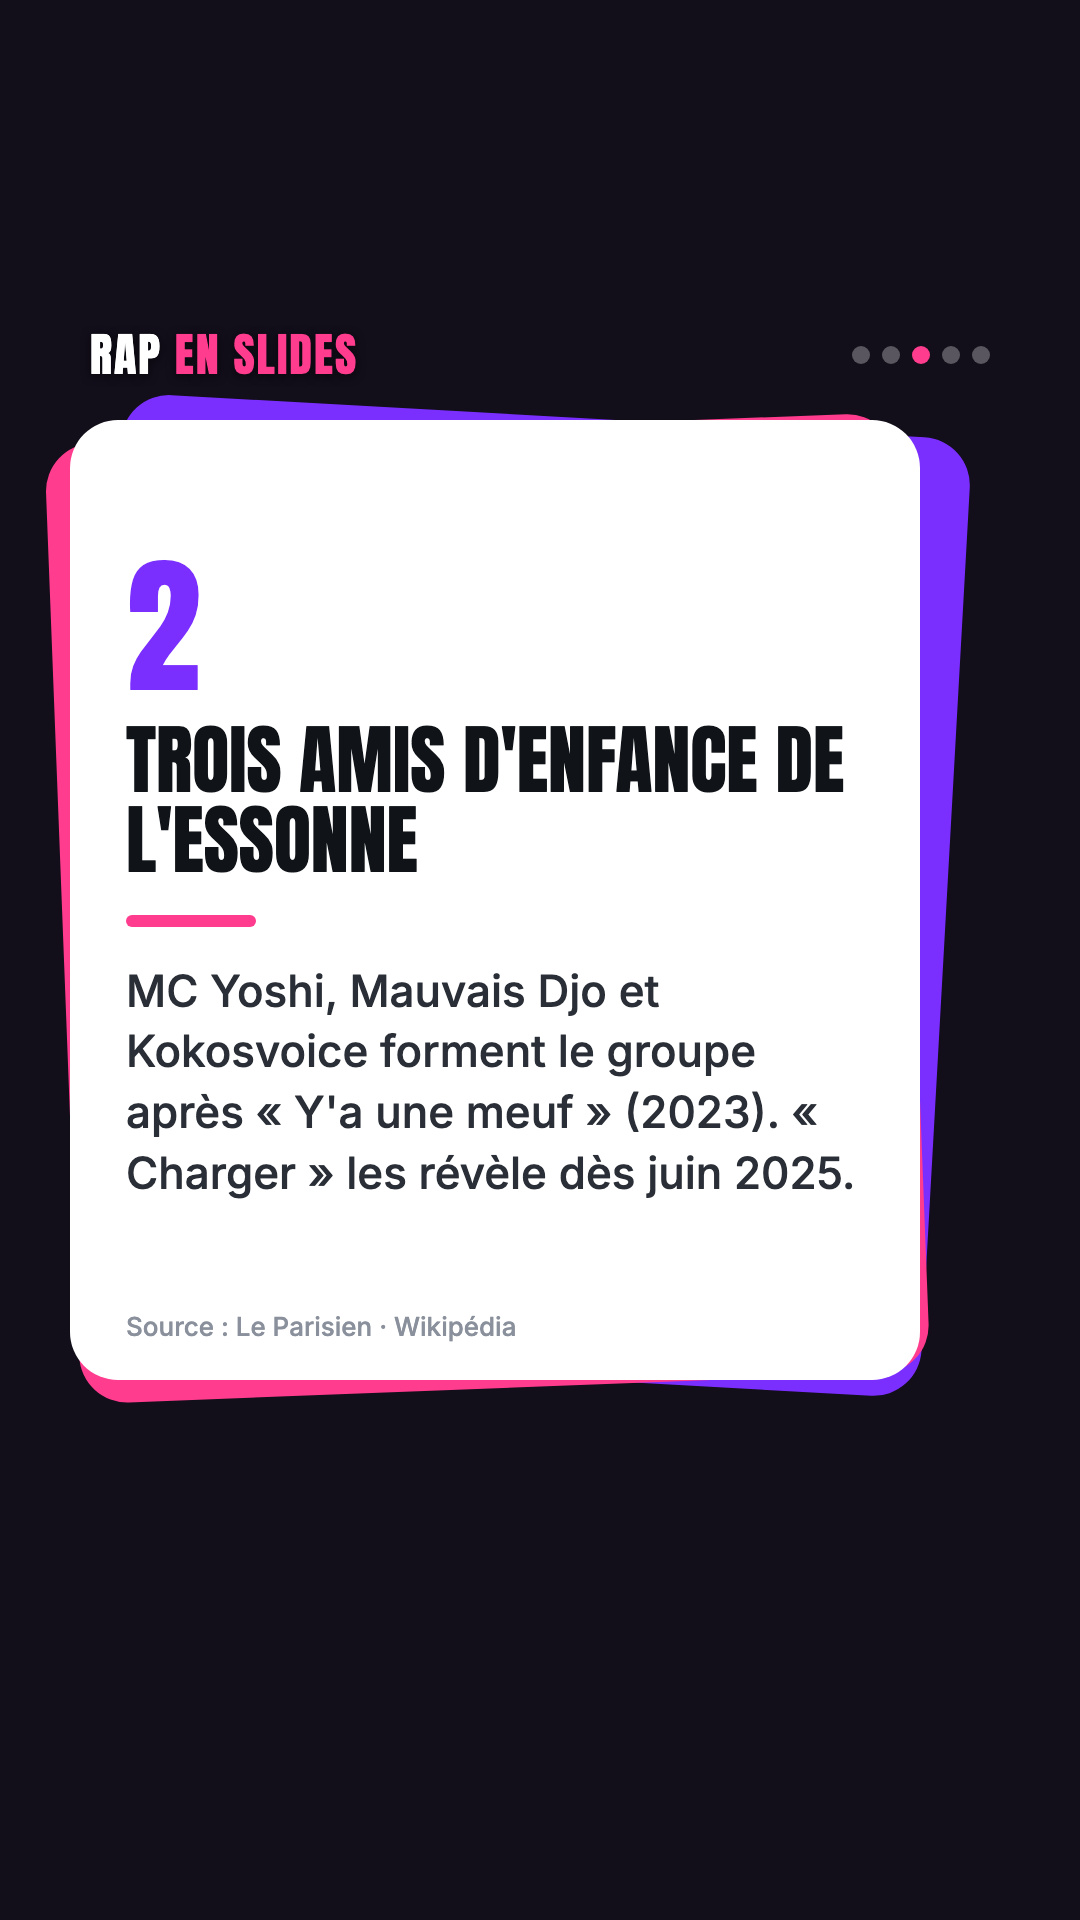 RAP EN SLIDES
2
TROIS AMIS D'ENFANCE DE
L'ESSONNE
MC Yoshi, Mauvais Djo et
Kokosvoice forment le groupe
après « Y'a une meuf » (2023). «
Charger » les révèle dès juin 2025.
Source : Le Parisien · Wikipédia